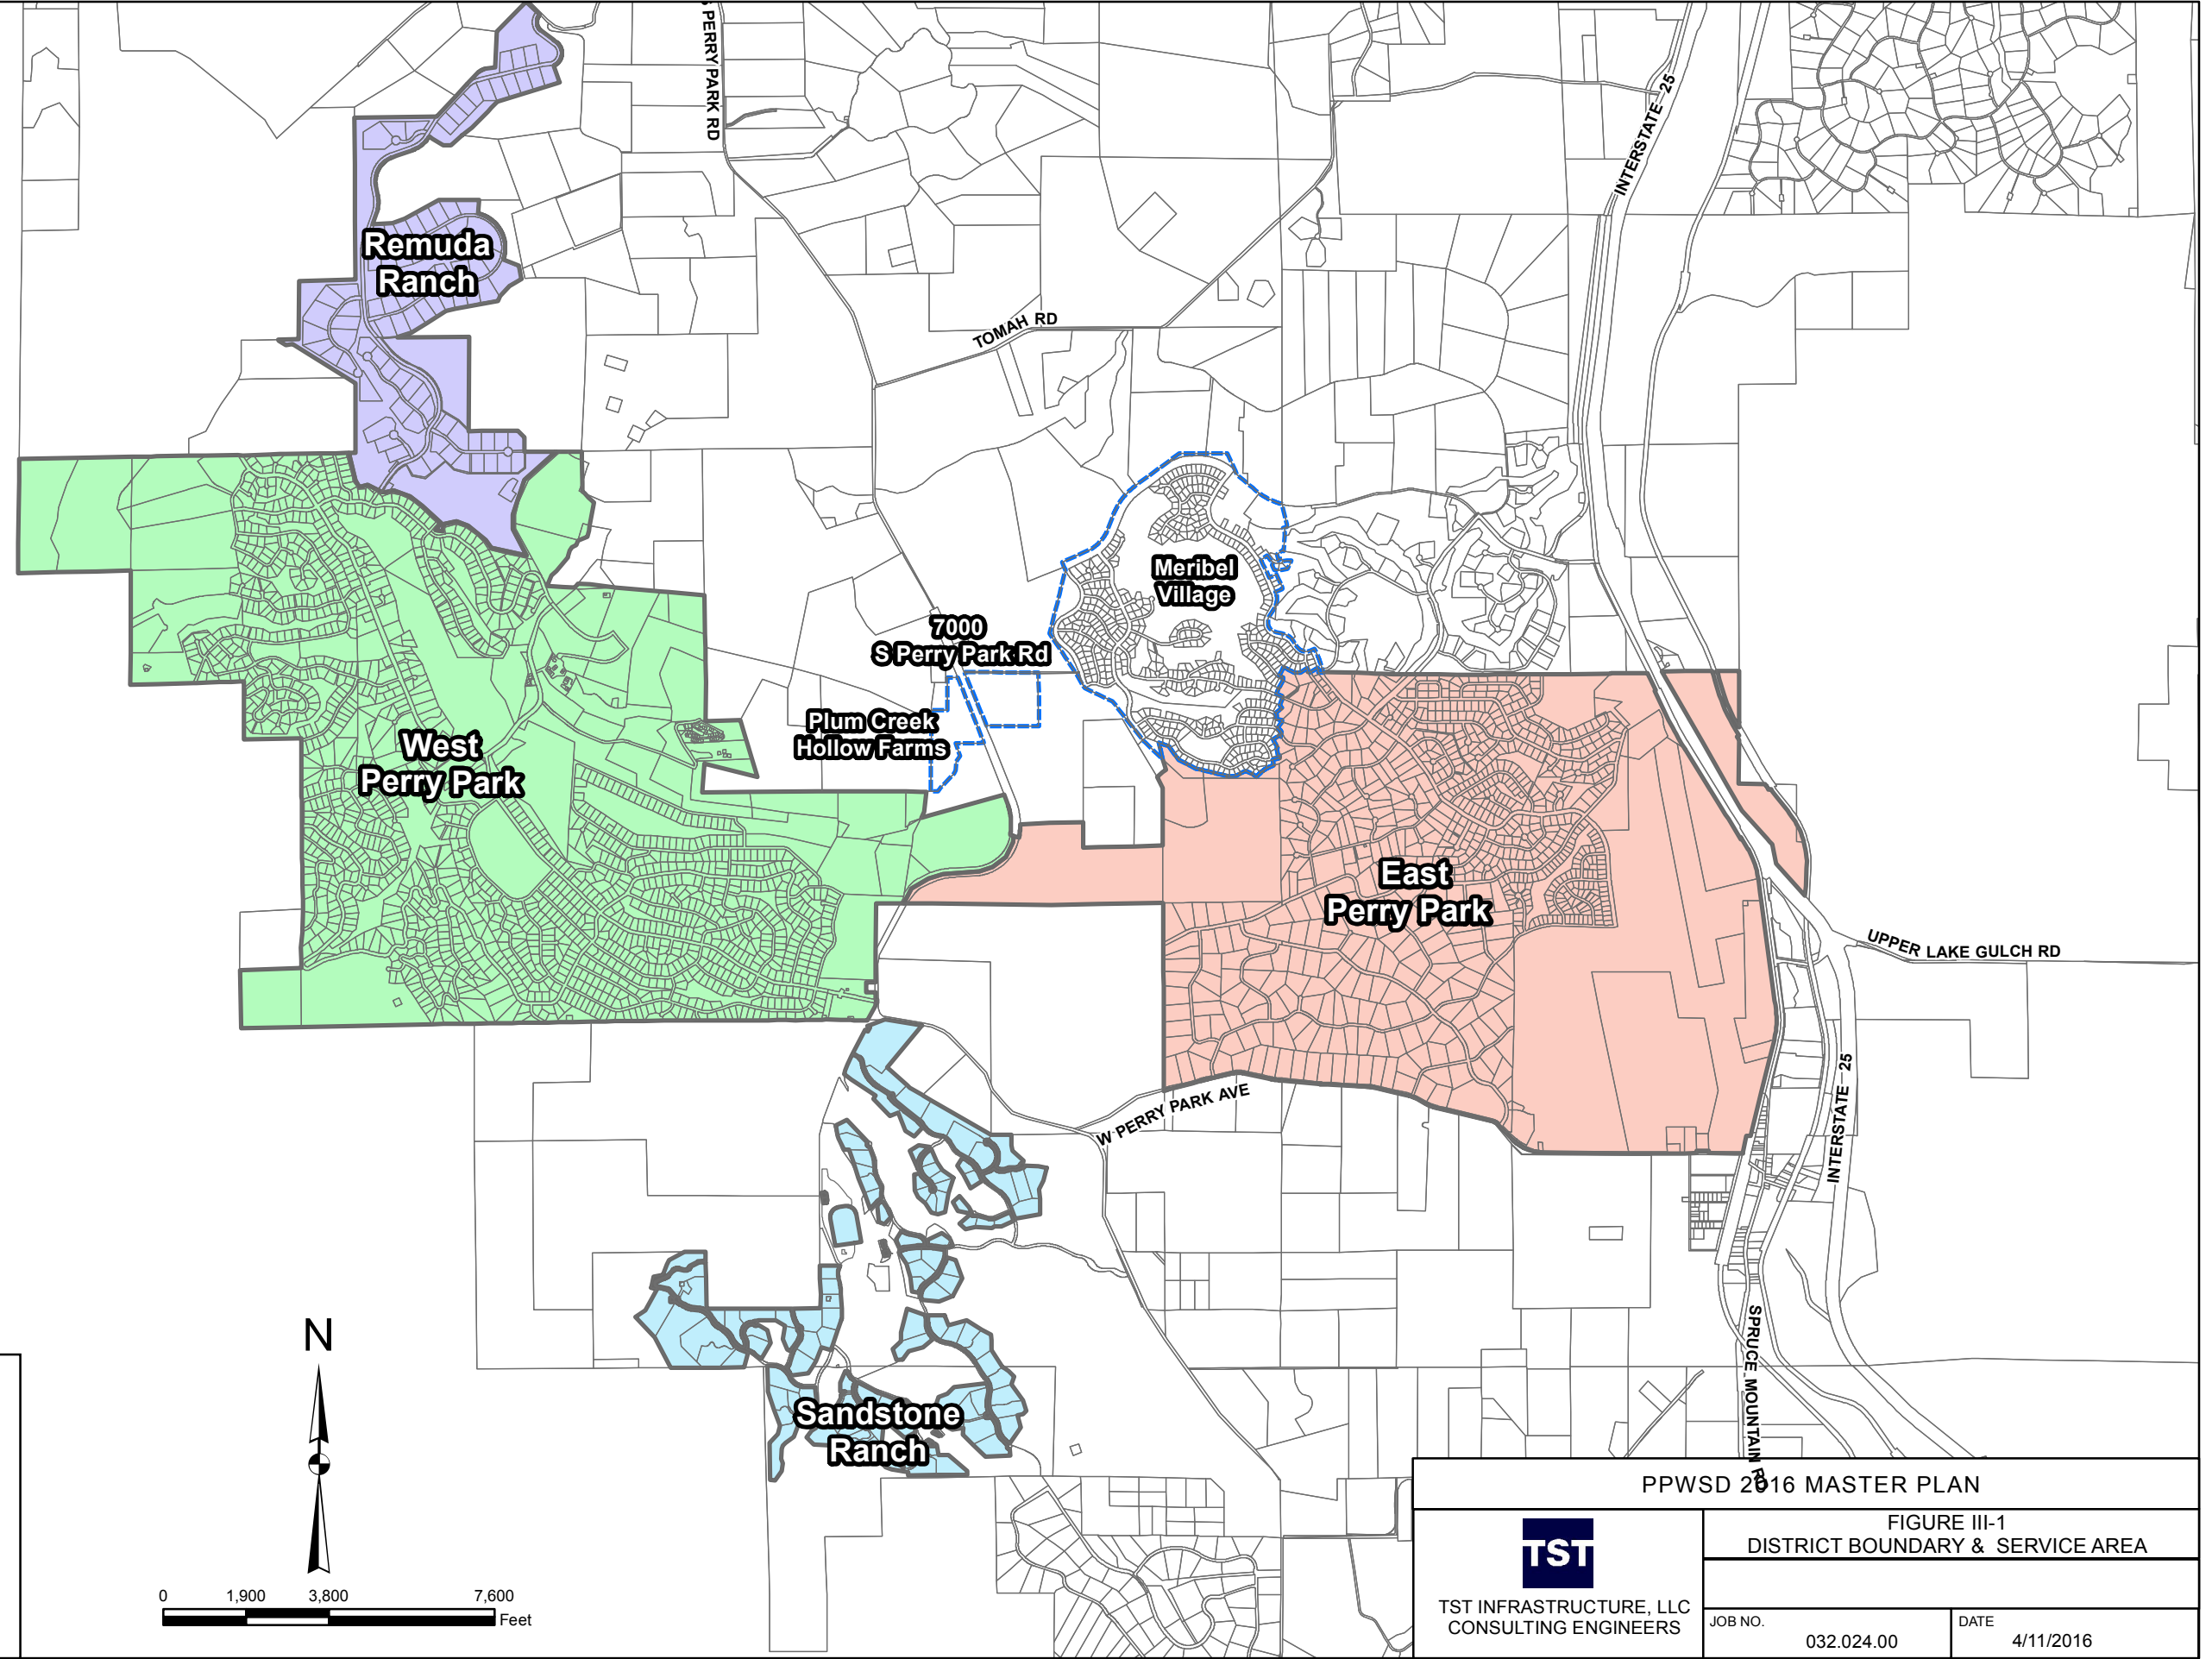 S PERRY PARK RD
INTERSTATE 25
Remuda
Ranch
TOMAH RD
Meribel
Village
7000
S Perry Park Rd
Plum Creek
Hollow Farms
West
Perry Park
East
Perry Park
UPPER LAKE GULCH RD
INTERSTATE 25
W PERRY PARK AVE
SPRUCE MOUNTAIN RD
Sandstone
Ranch
N
0 1,900 3,800 7,600
Feet
PPWSD 2016 MASTER PLAN
TST
TST INFRASTRUCTURE, LLC
CONSULTING ENGINEERS
FIGURE III-1
DISTRICT BOUNDARY & SERVICE AREA
JOB NO.
032.024.00
DATE
4/11/2016